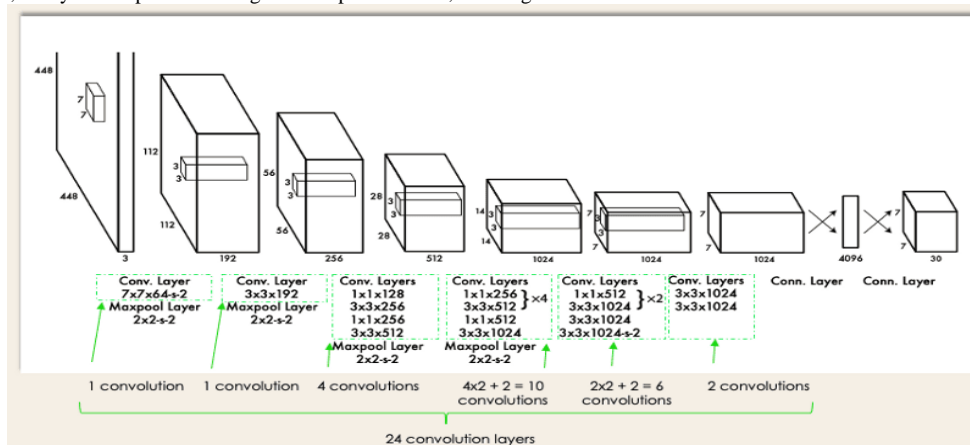 448
7
7
448
3
112
3
3
112
192
56
3
3
56
256
28
3
3
28
512
14
3
3
14
1024
7
3
3
7
1024
7
7
1024
4096
7
7
30
Conv. Layer
7x7x64-s-2
Maxpool Layer
2x2-s-2
Conv. Layer
3x3x192
Maxpool Layer
2x2-s-2
Conv. Layers
1x1x128
3x3x256
1x1x256
3x3x512
Maxpool Layer
2x2-s-2
Conv. Layers
1x1x256
3x3x512
}×4
1x1x512
3x3x1024
Maxpool Layer
2x2-s-2
Conv. Layers
1x1x512
3x3x1024
}×2
3x3x1024
3x3x1024-s-2
Conv. Layers
3x3x1024
3x3x1024
Conn. Layer
Conn. Layer
1 convolution
1 convolution
4 convolutions
4x2 + 2 = 10
convolutions
2x2 + 2 = 6
convolutions
2 convolutions
24 convolution layers